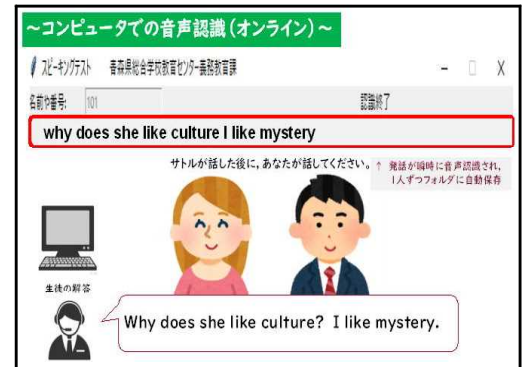 ～コンピュータでの音声認識(オンライン)～
スピーキングテスト 青森県総合学校教育センター義務教育課
名前や番号: 101 認識終了
why does she like culture I like mystery
サトルが話した後に、あなたが話してください。
↑ 発話が瞬時に音声認識され、
1人ずつフォルダに自動保存
生徒の解答
Why does she like culture? I like mystery.